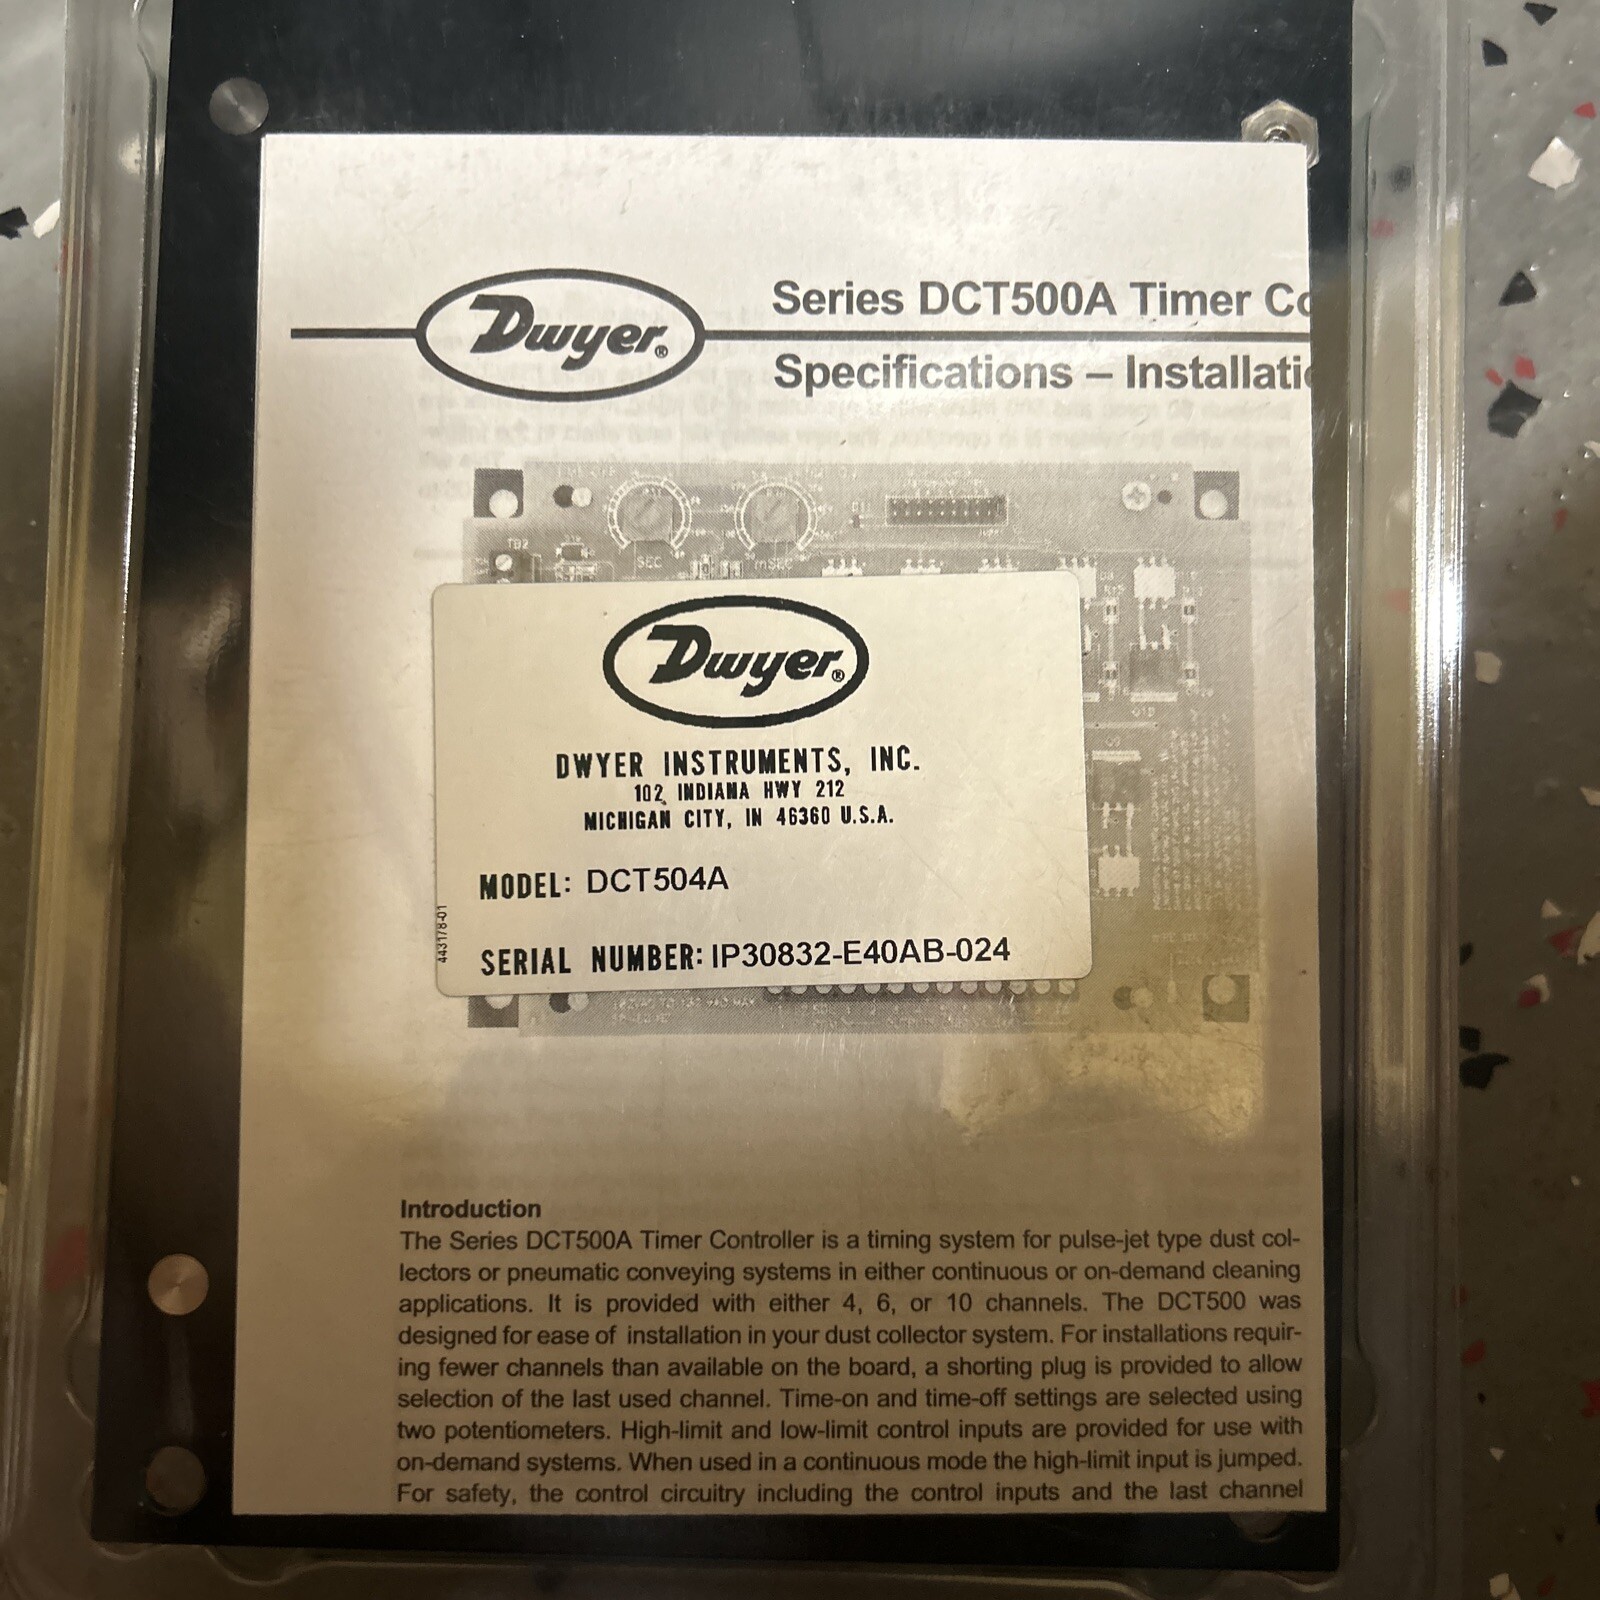 Dwyer®
Series DCT500A Timer Co
Specifications – Installati
TB2
SEC
mSEC
Dwyer®
DWYER INSTRUMENTS, INC.
102 INDIANA HWY 212
MICHIGAN CITY, IN 46360 U.S.A.
MODEL: DCT504A
SERIAL NUMBER: IP30832-E40AB-024
443178-01
Introduction
The Series DCT500A Timer Controller is a timing system for pulse-jet type dust col-
lectors or pneumatic conveying systems in either continuous or on-demand cleaning
applications. It is provided with either 4, 6, or 10 channels. The DCT500 was
designed for ease of installation in your dust collector system. For installations requir-
ing fewer channels than available on the board, a shorting plug is provided to allow
selection of the last used channel. Time-on and time-off settings are selected using
two potentiometers. High-limit and low-limit control inputs are provided for use with
on-demand systems. When used in a continuous mode the high-limit input is jumped.
For safety, the control circuitry including the control inputs and the last channel